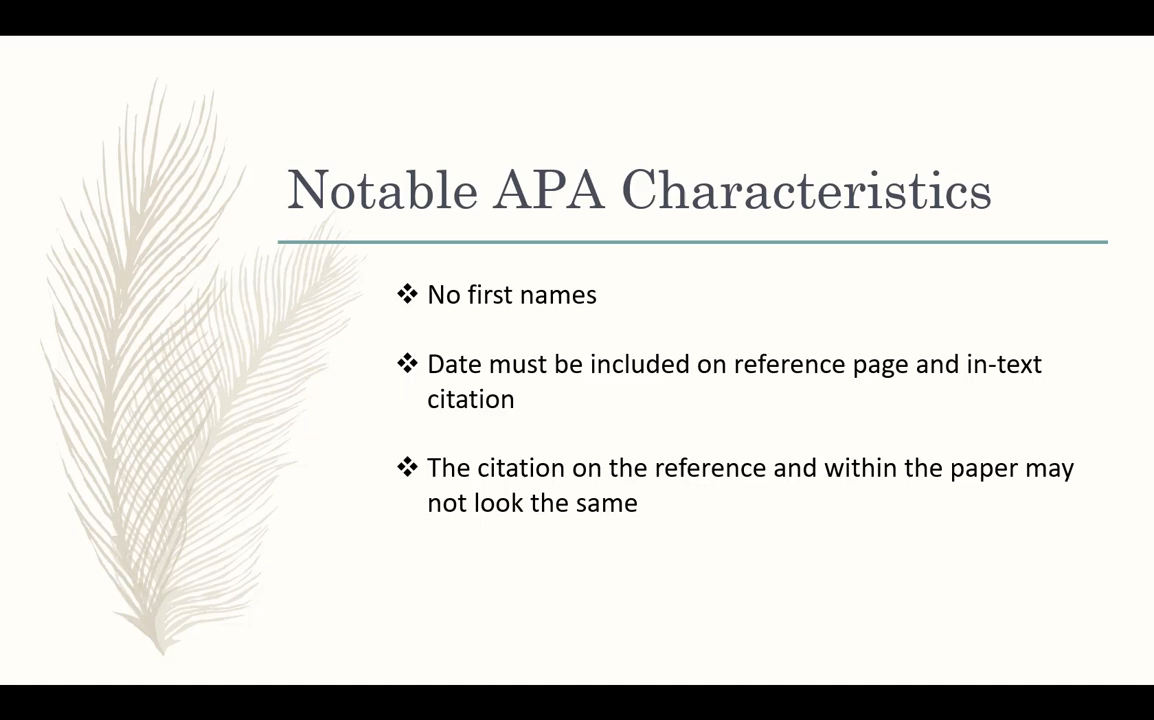 Notable APA Characteristics
❖ No first names
❖ Date must be included on reference page and in-text
citation
❖ The citation on the reference and within the paper may
not look the same